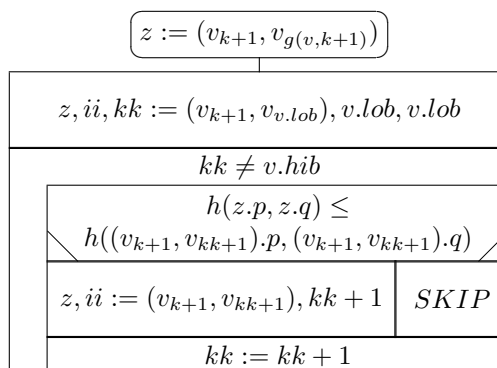 z := (v_{k+1}, v_{g(v,k+1)})
z, ii, kk := (v_{k+1}, v_{v.lob}), v.lob, v.lob
kk ≠ v.hib
h(z.p, z.q) ≤
h((v_{k+1}, v_{kk+1}).p, (v_{k+1}, v_{kk+1}).q)
z, ii := (v_{k+1}, v_{kk+1}), kk + 1 SKIP
kk := kk + 1